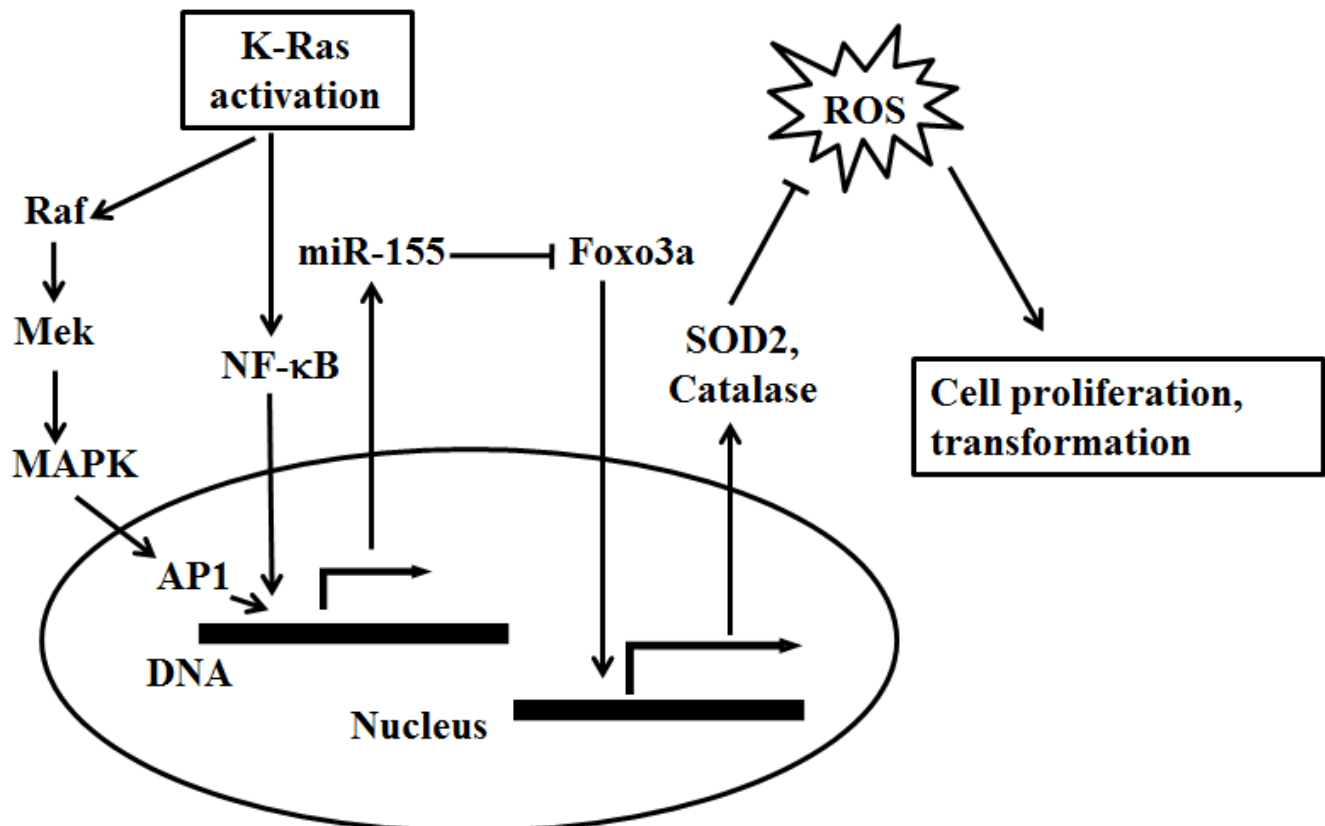 K-Ras
activation
ROS
Raf
miR-155
Foxo3a
Mek
NF-κB
SOD2,
Catalase
Cell proliferation,
transformation
MAPK
AP1
DNA
Nucleus